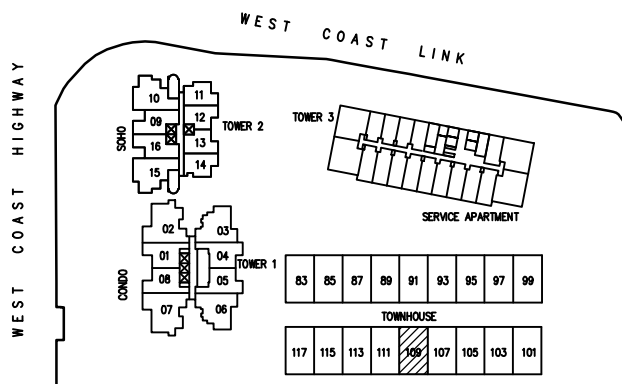 WEST COAST LINK
WEST COAST HIGHWAY
10 11
09 12
TOWER 2
SOHO
16 13
15 14
TOWER 3
SERVICE APARTMENT
02 03
01 04
TOWER 1
CONDO
08 05
07 06
83 85 87 89 91 93 95 97 99
TOWNHOUSE
117 115 113 111 109 107 105 103 101